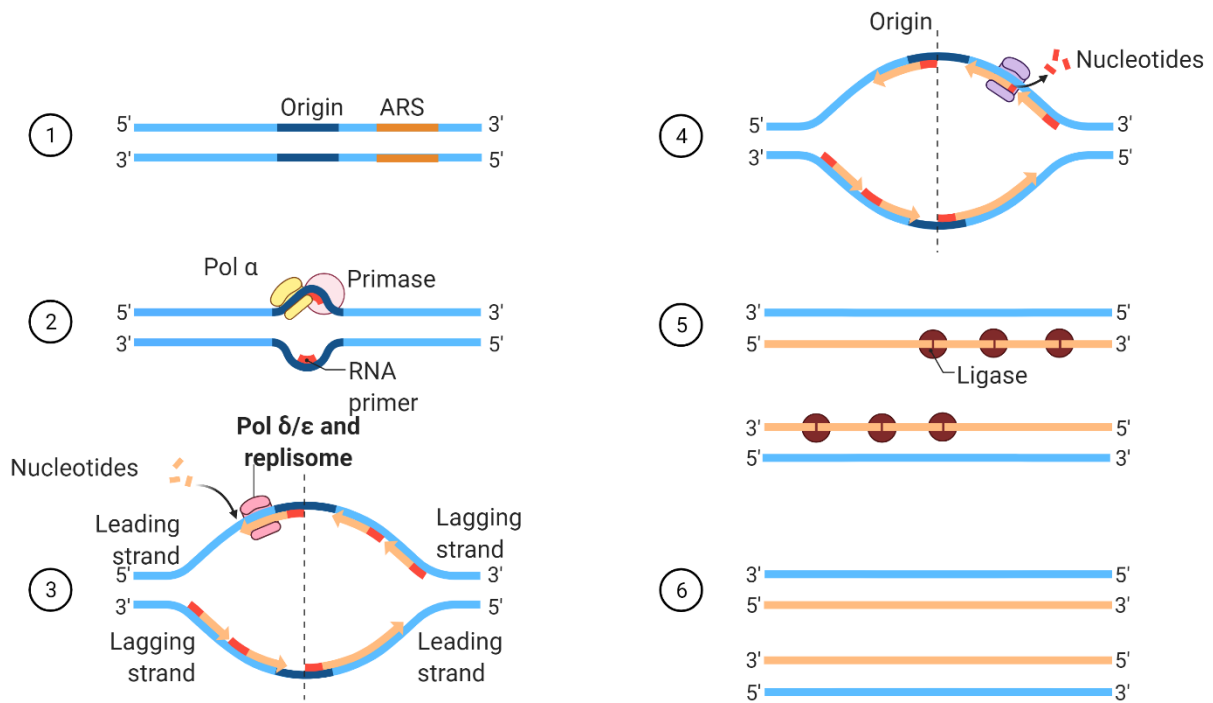 1
Origin
ARS
5'
3'
3'
5'
2
Pol α
Primase
5'
3'
3'
5'
RNA
primer
3
Pol δ/ε and
replisome
Nucleotides
Leading
strand
Lagging
strand
5'
3'
3'
5'
Lagging
strand
Leading
strand
4
Origin
Nucleotides
5'
3'
3'
5'
5
3'
5'
5'
3'
Ligase
3'
5'
5'
3'
6
3'
5'
5'
3'
3'
5'
5'
3'